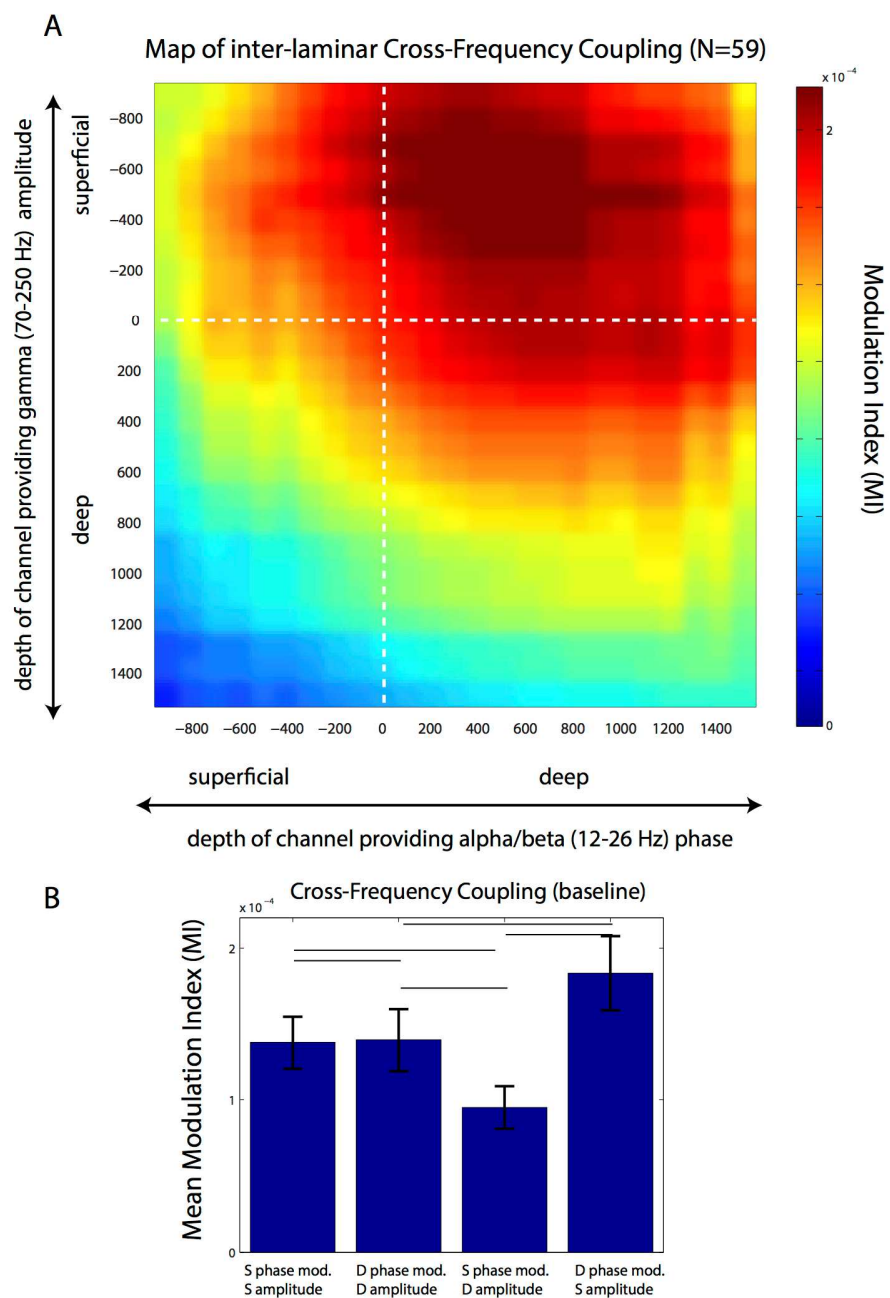 A
Map of inter-laminar Cross-Frequency Coupling (N=59)
depth of channel providing gamma (70-250 Hz) amplitude
superficial
deep
−800
−600
−400
−200
0
200
400
600
800
1000
1200
1400
−800 −600 −400 −200 0 200 400 600 800 1000 1200 1400
superficial deep
depth of channel providing alpha/beta (12-26 Hz) phase
x 10⁻⁴
2
0
Modulation Index (MI)
B
Cross-Frequency Coupling (baseline)
x 10⁻⁴
Mean Modulation Index (MI)
2
1
0
S phase mod. D phase mod. S phase mod. D phase mod.
S amplitude D amplitude D amplitude S amplitude